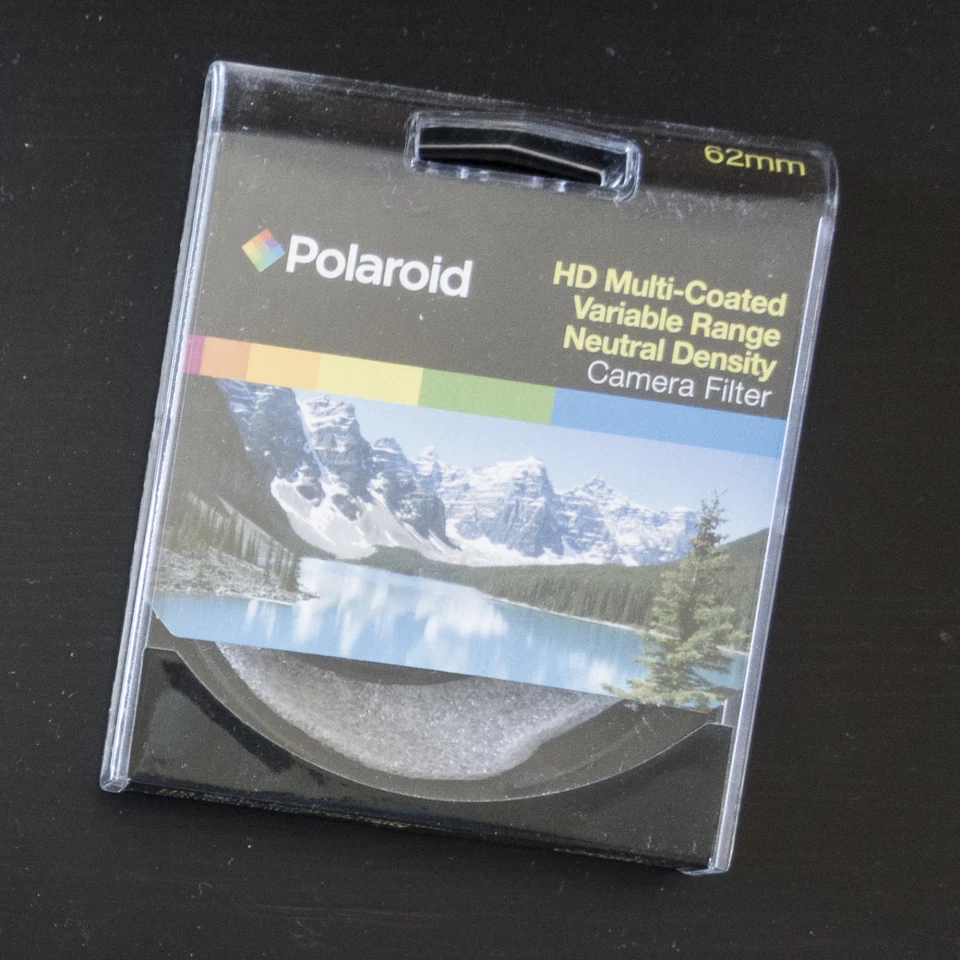 62mm
Polaroid
HD Multi-Coated
Variable Range
Neutral Density
Camera Filter